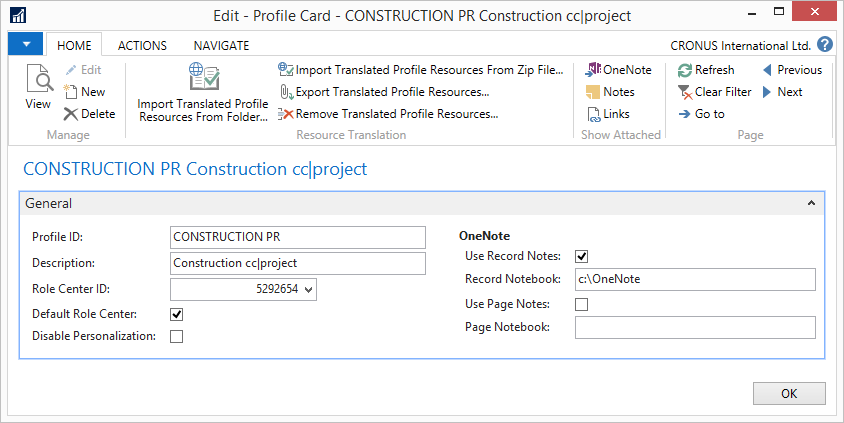 Edit - Profile Card - CONSTRUCTION PR Construction cc|project
HOME ACTIONS NAVIGATE CRONUS International Ltd. ?
View
Edit
New
Delete
Manage
Import Translated Profile
Resources From Folder...
Import Translated Profile Resources From Zip File...
Export Translated Profile Resources...
Remove Translated Profile Resources...
Resource Translation
OneNote
Notes
Links
Show Attached
Refresh
Clear Filter
Go to
Previous
Next
Page
CONSTRUCTION PR Construction cc|project
General
Profile ID: CONSTRUCTION PR
Description: Construction cc|project
Role Center ID: 5292654
Default Role Center:
Disable Personalization:
OneNote
Use Record Notes:
Record Notebook: c:\OneNote
Use Page Notes:
Page Notebook:
OK